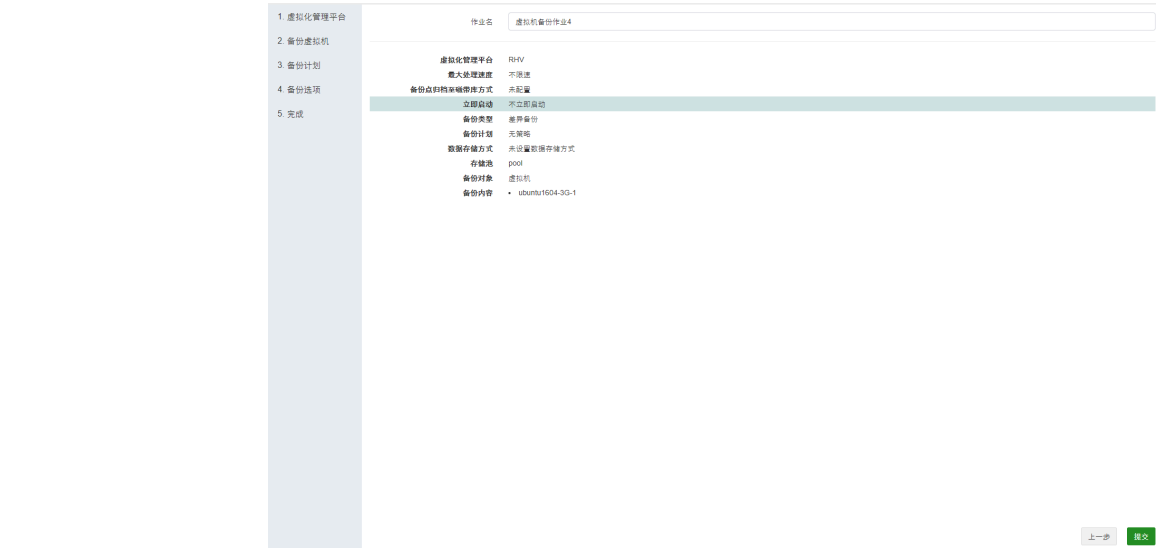 1. 虚拟化管理平台
2. 备份虚拟机
3. 备份计划
4. 备份选项
5. 完成
作业名 虚拟机备份作业4
虚拟化管理平台 RHV
最大处理速度 不限速
备份点归档至磁带库方式 未配置
立即启动 不立即启动
备份类型 差异备份
备份计划 无策略
数据存储方式 未设置数据存储方式
存储池 pool
备份对象 虚拟机
备份内容 • ubuntu1604-3G-1
上一步 提交